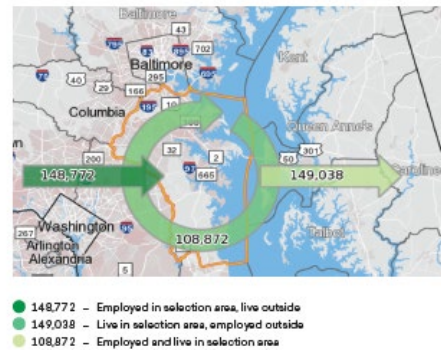 Baltimore
43
83
895
702
Baltimore
Kent
70
40
29
295
695
166
Columbia
195
10
Queen Anne's
32
2
301
50
Caroline
200
97
665
148,772
149,038
Washington
95
108,872
Talbot
267
Arlington
Alexandria
5
148,772 – Employed in selection area, live outside
149,038 – Live in selection area, employed outside
108,872 – Employed and live in selection area